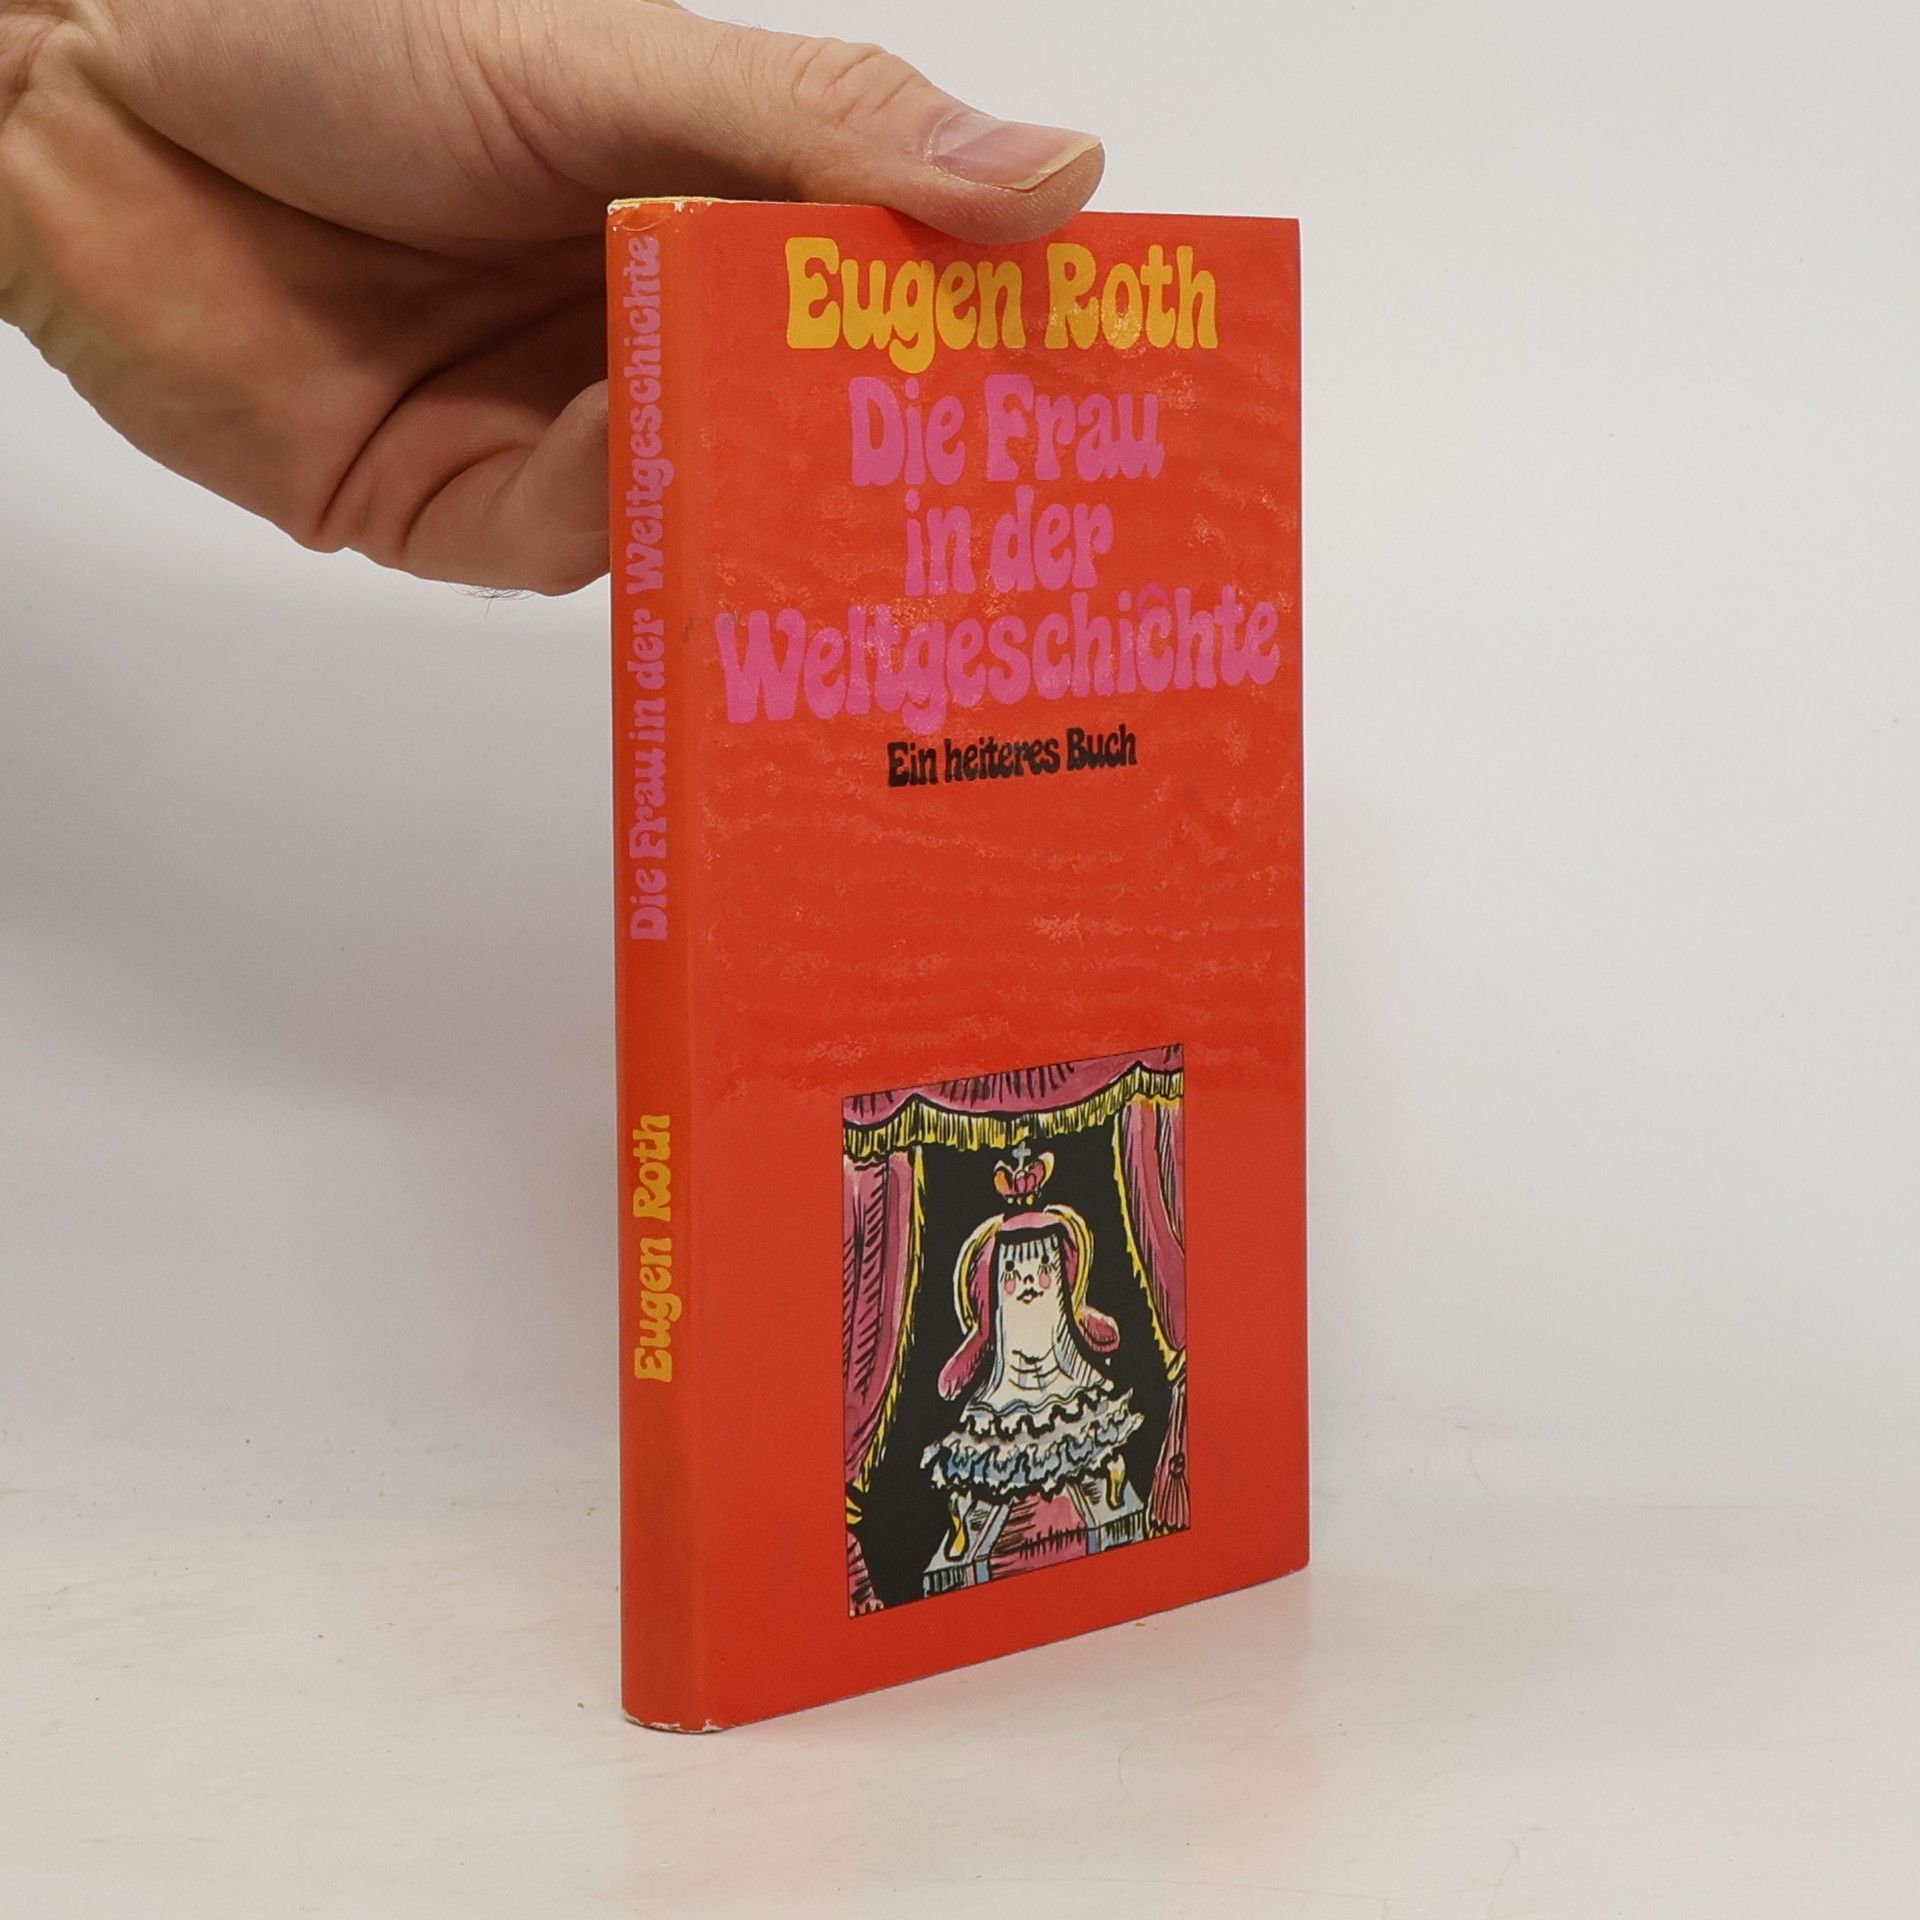 Die Frau in der Weltgeschichte
Eugen Roth
Eugen Roth
Die Frau
in der
Weltgeschichte
Ein heiteres Buch